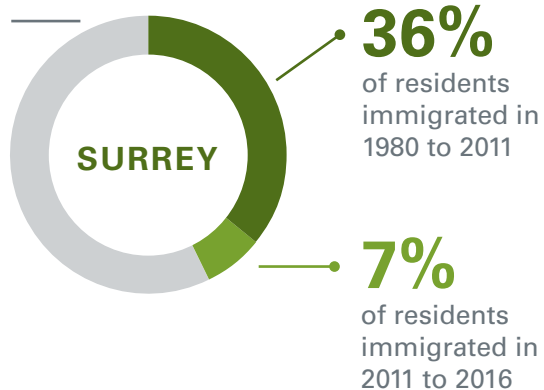 SURREY
36%
of residents
immigrated in
1980 to 2011
7%
of residents
immigrated in
2011 to 2016